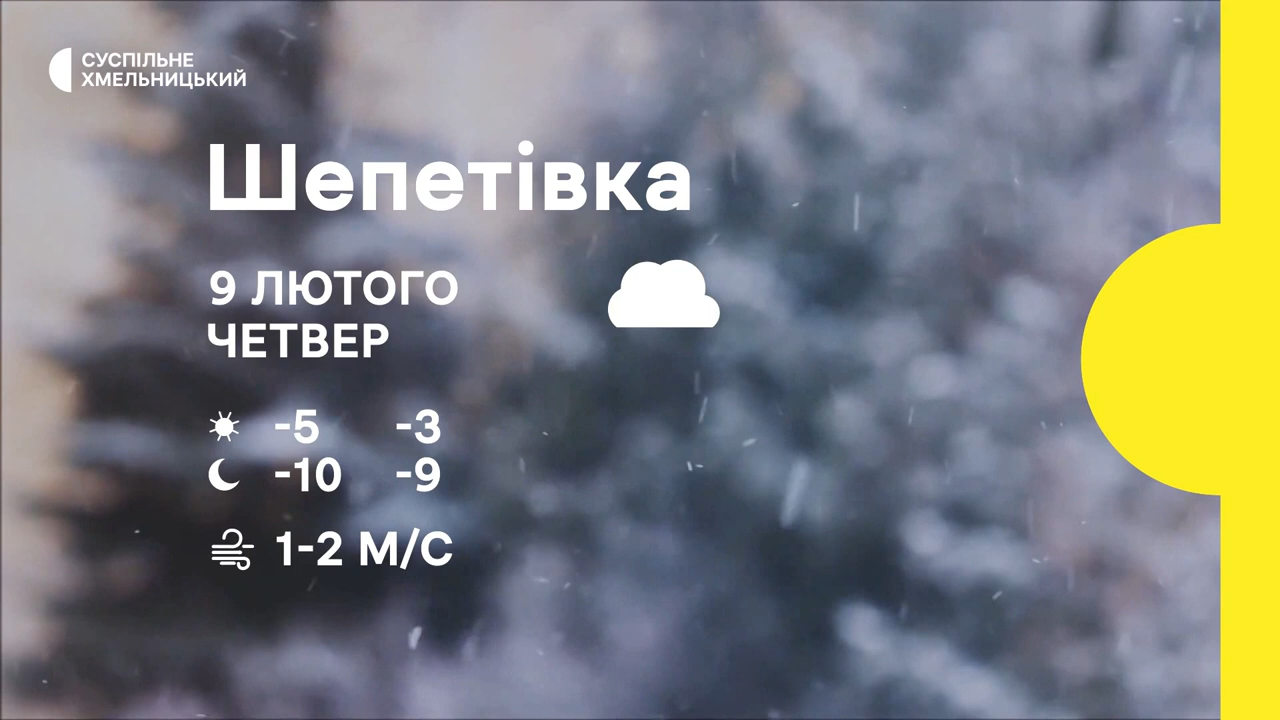 СУСПІЛЬНЕ
ХМЕЛЬНИЦЬКИЙ
Шепетівка
9 ЛЮТОГО
ЧЕТВЕР
-5 -3
-10 -9
1-2 М/С